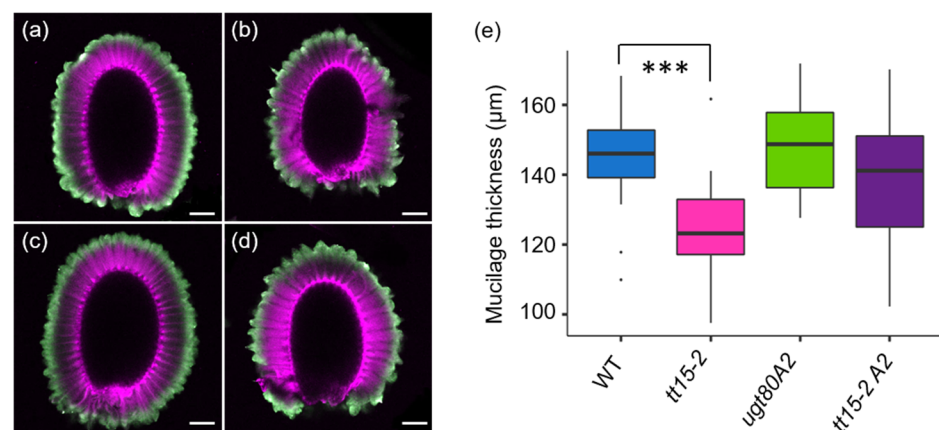 (a)
(b)
(c)
(d)
(e)
Mucilage thickness (µm)
160
140
120
100
***
WT
tt15-2
ugt80A2
tt15-2 A2